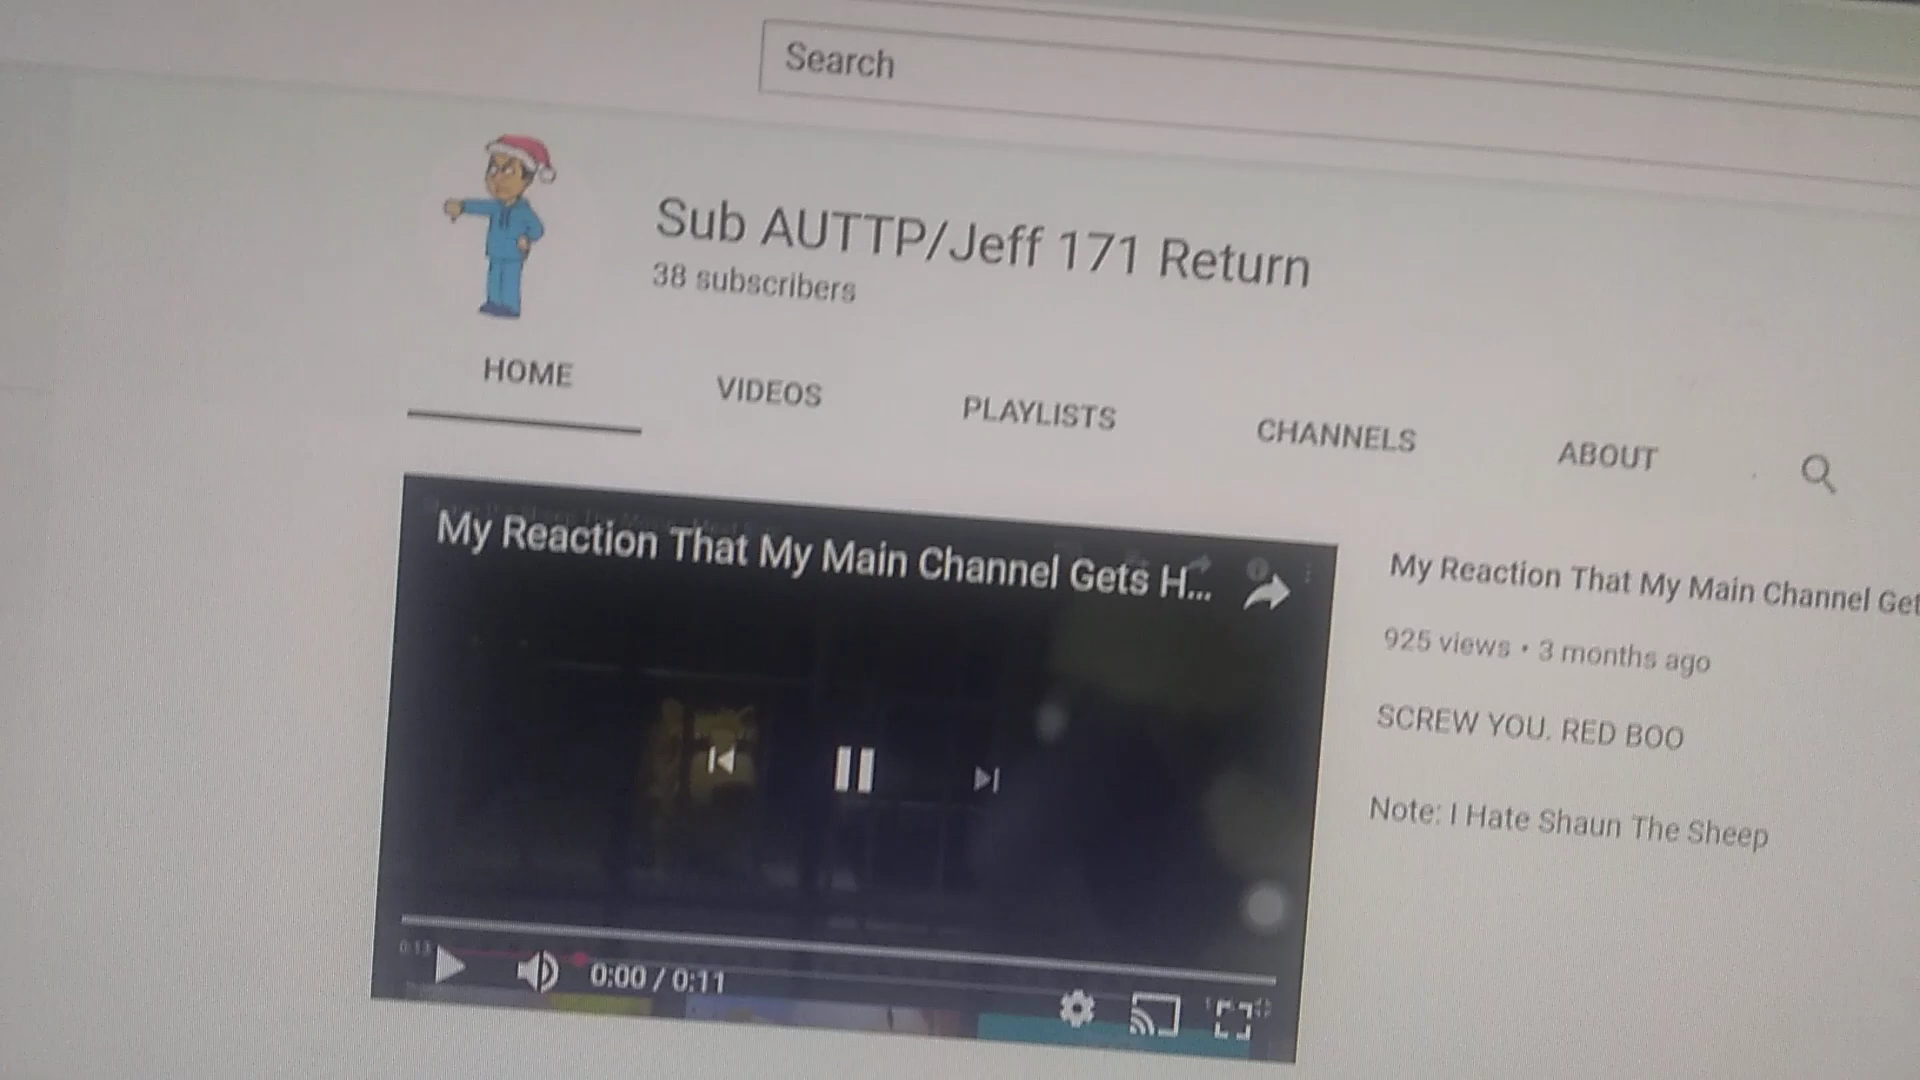 Search
Sub AUTTP/Jeff 171 Return
38 subscribers
HOME
VIDEOS
PLAYLISTS
CHANNELS
ABOUT
My Reaction That My Main Channel Gets H...
0:13
0:00 / 0:11
My Reaction That My Main Channel Get
925 views • 3 months ago
SCREW YOU. RED BOO
Note: I Hate Shaun The Sheep